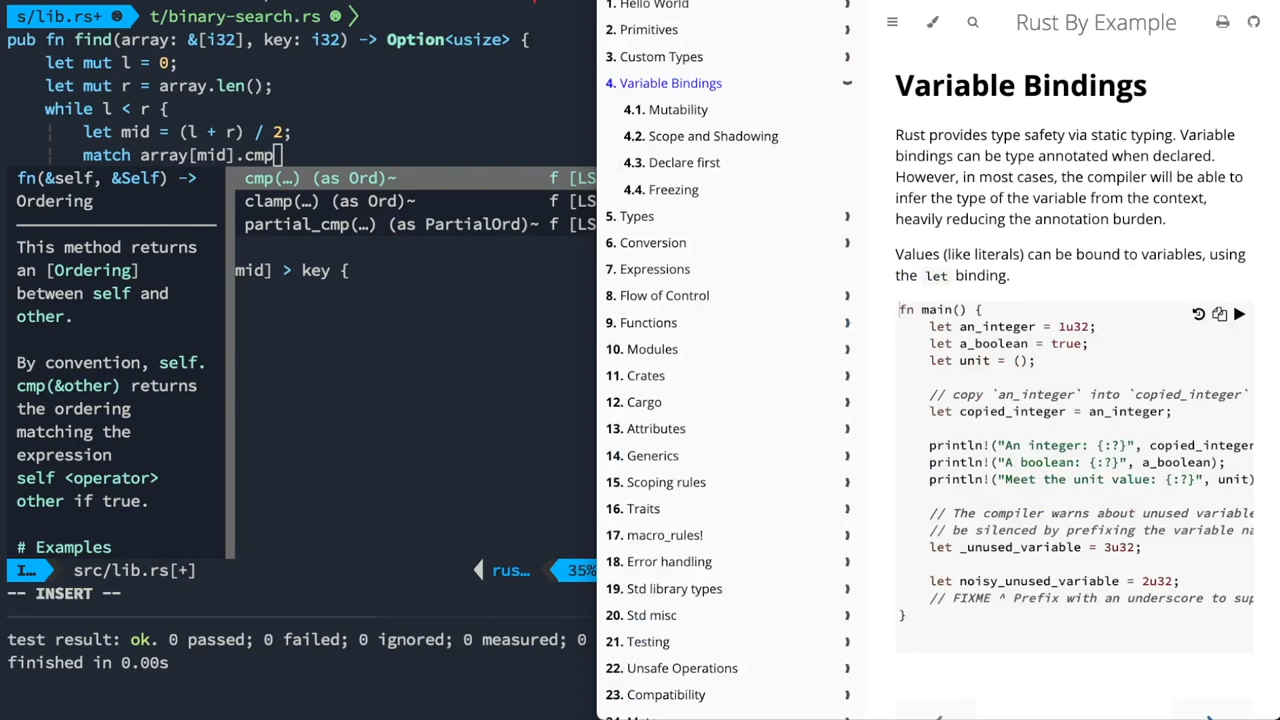 s/lib.rs+ t/binary-search.rs
pub fn find(array: &[i32], key: i32) -> Option<usize> {
let mut l = 0;
let mut r = array.len();
while l < r {
let mid = (l + r) / 2;
match array[mid].cmp
fn(&self, &Self) ->
Ordering
This method returns
an [Ordering]
between self and
other.
By convention, self.
cmp(&other) returns
the ordering
matching the
expression
self <operator>
other if true.
# Examples
cmp(…) (as Ord)~ f [LS
clamp(…) (as Ord)~ f [LS
partial_cmp(…) (as PartialOrd)~ f [LS
mid] > key {
I… src/lib.rs[+] rus… 35%
-- INSERT --
test result: ok. 0 passed; 0 failed; 0 ignored; 0 measured; 0
finished in 0.00s
1. Hello World
2. Primitives
3. Custom Types
4. Variable Bindings
4.1. Mutability
4.2. Scope and Shadowing
4.3. Declare first
4.4. Freezing
5. Types
6. Conversion
7. Expressions
8. Flow of Control
9. Functions
10. Modules
11. Crates
12. Cargo
13. Attributes
14. Generics
15. Scoping rules
16. Traits
17. macro_rules!
18. Error handling
19. Std library types
20. Std misc
21. Testing
22. Unsafe Operations
23. Compatibility
Rust By Example
Variable Bindings
Rust provides type safety via static typing. Variable
bindings can be type annotated when declared.
However, in most cases, the compiler will be able to
infer the type of the variable from the context,
heavily reducing the annotation burden.
Values (like literals) can be bound to variables, using
the let binding.
fn main() {
let an_integer = 1u32;
let a_boolean = true;
let unit = ();
// copy `an_integer` into `copied_integer`
let copied_integer = an_integer;
println!("An integer: {:?}", copied_integer
println!("A boolean: {:?}", a_boolean);
println!("Meet the unit value: {:?}", unit)
// The compiler warns about unused variable
// be silenced by prefixing the variable na
let _unused_variable = 3u32;
let noisy_unused_variable = 2u32;
// FIXME ^ Prefix with an underscore to sup
}